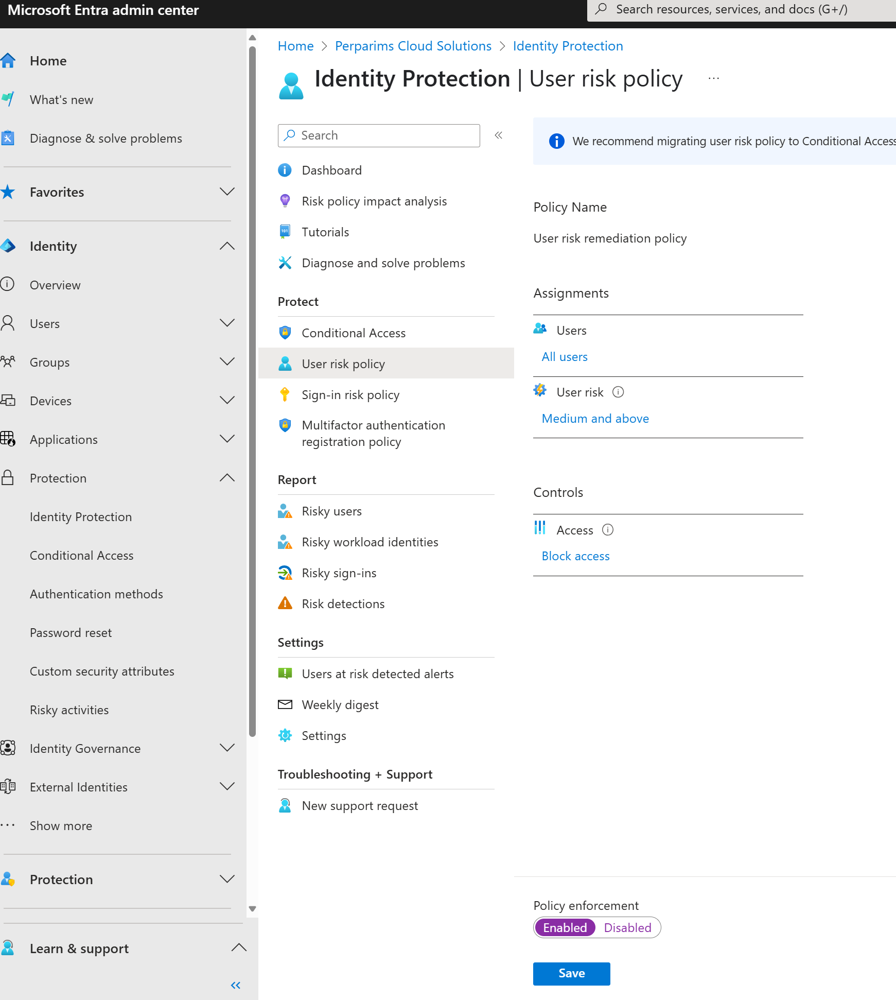 Microsoft Entra admin center
Search resources, services, and docs (G+/)
Home
What's new
Diagnose & solve problems
Favorites
Identity
Overview
Users
Groups
Devices
Applications
Protection
Identity Protection
Conditional Access
Authentication methods
Password reset
Custom security attributes
Risky activities
Identity Governance
External Identities
Show more
Protection
Learn & support
Home > Perparims Cloud Solutions > Identity Protection
Identity Protection | User risk policy
Search
Dashboard
Risk policy impact analysis
Tutorials
Diagnose and solve problems
Protect
Conditional Access
User risk policy
Sign-in risk policy
Multifactor authentication
registration policy
Report
Risky users
Risky workload identities
Risky sign-ins
Risk detections
Settings
Users at risk detected alerts
Weekly digest
Settings
Troubleshooting + Support
New support request
We recommend migrating user risk policy to Conditional Access
Policy Name
User risk remediation policy
Assignments
Users
All users
User risk
Medium and above
Controls
Access
Block access
Policy enforcement
Enabled Disabled
Save